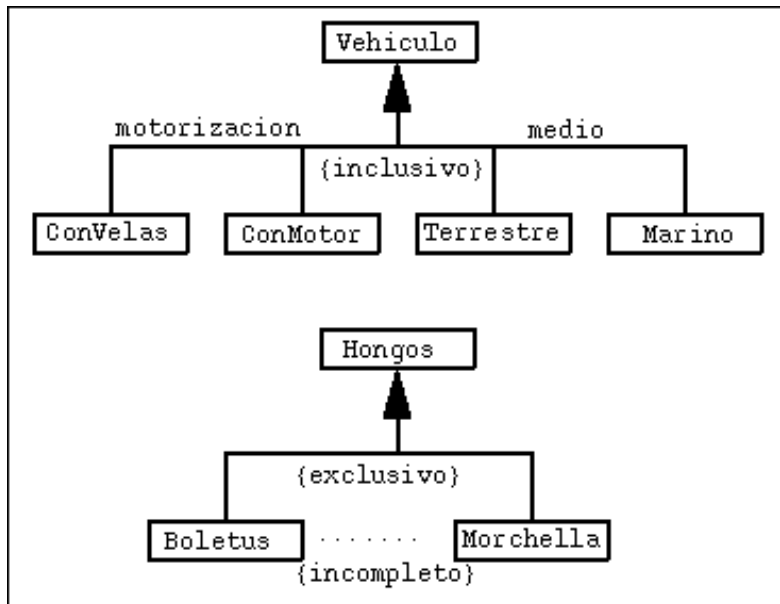 Vehiculo
motorizacion medio
{inclusivo}
ConVelas ConMotor Terrestre Marino
Hongos
{exclusivo}
Boletus ....... Morchella
{incompleto}